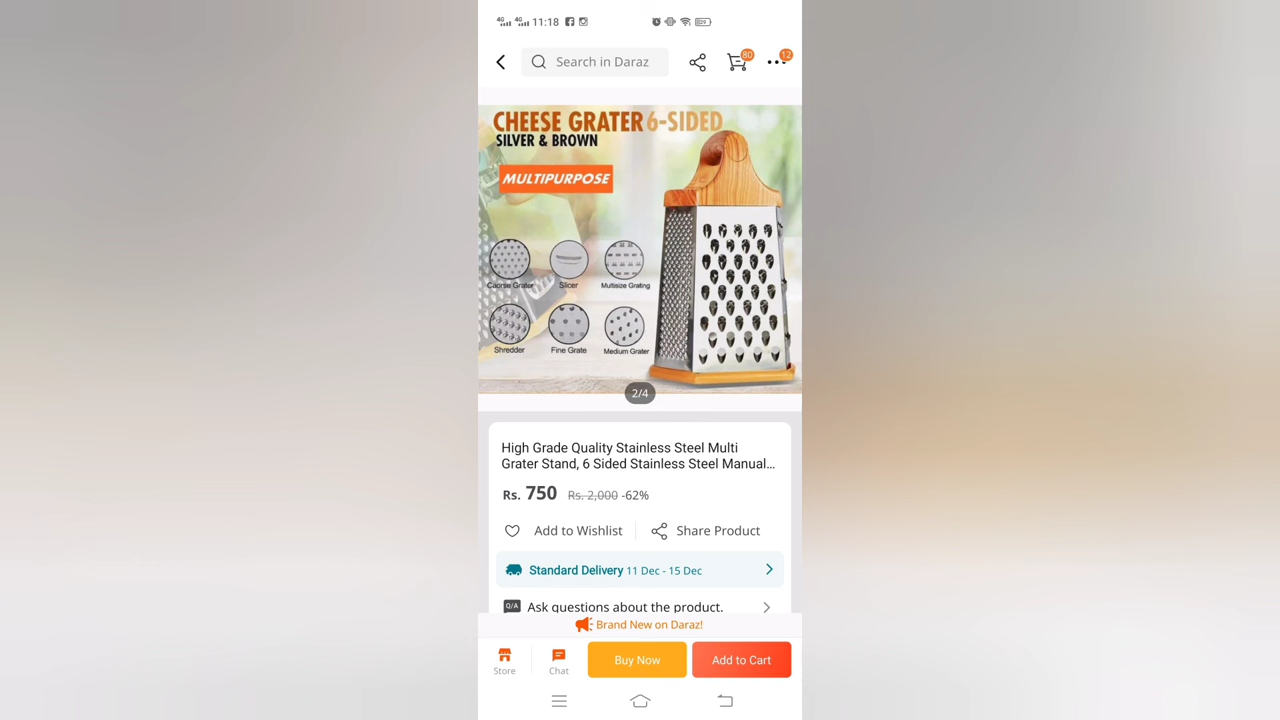 4G 4G 11:18
Search in Daraz
80
12
CHEESE GRATER 6-SIDED
SILVER & BROWN
MULTIPURPOSE
Caorse Grater
Slicer
Multisize Grating
Shredder
Fine Grate
Medium Grater
2/4
High Grade Quality Stainless Steel Multi
Grater Stand, 6 Sided Stainless Steel Manual...
Rs. 750 Rs. 2,000 -62%
Add to Wishlist
Share Product
Standard Delivery 11 Dec - 15 Dec
Q/A Ask questions about the product.
Brand New on Daraz!
Store
Chat
Buy Now
Add to Cart